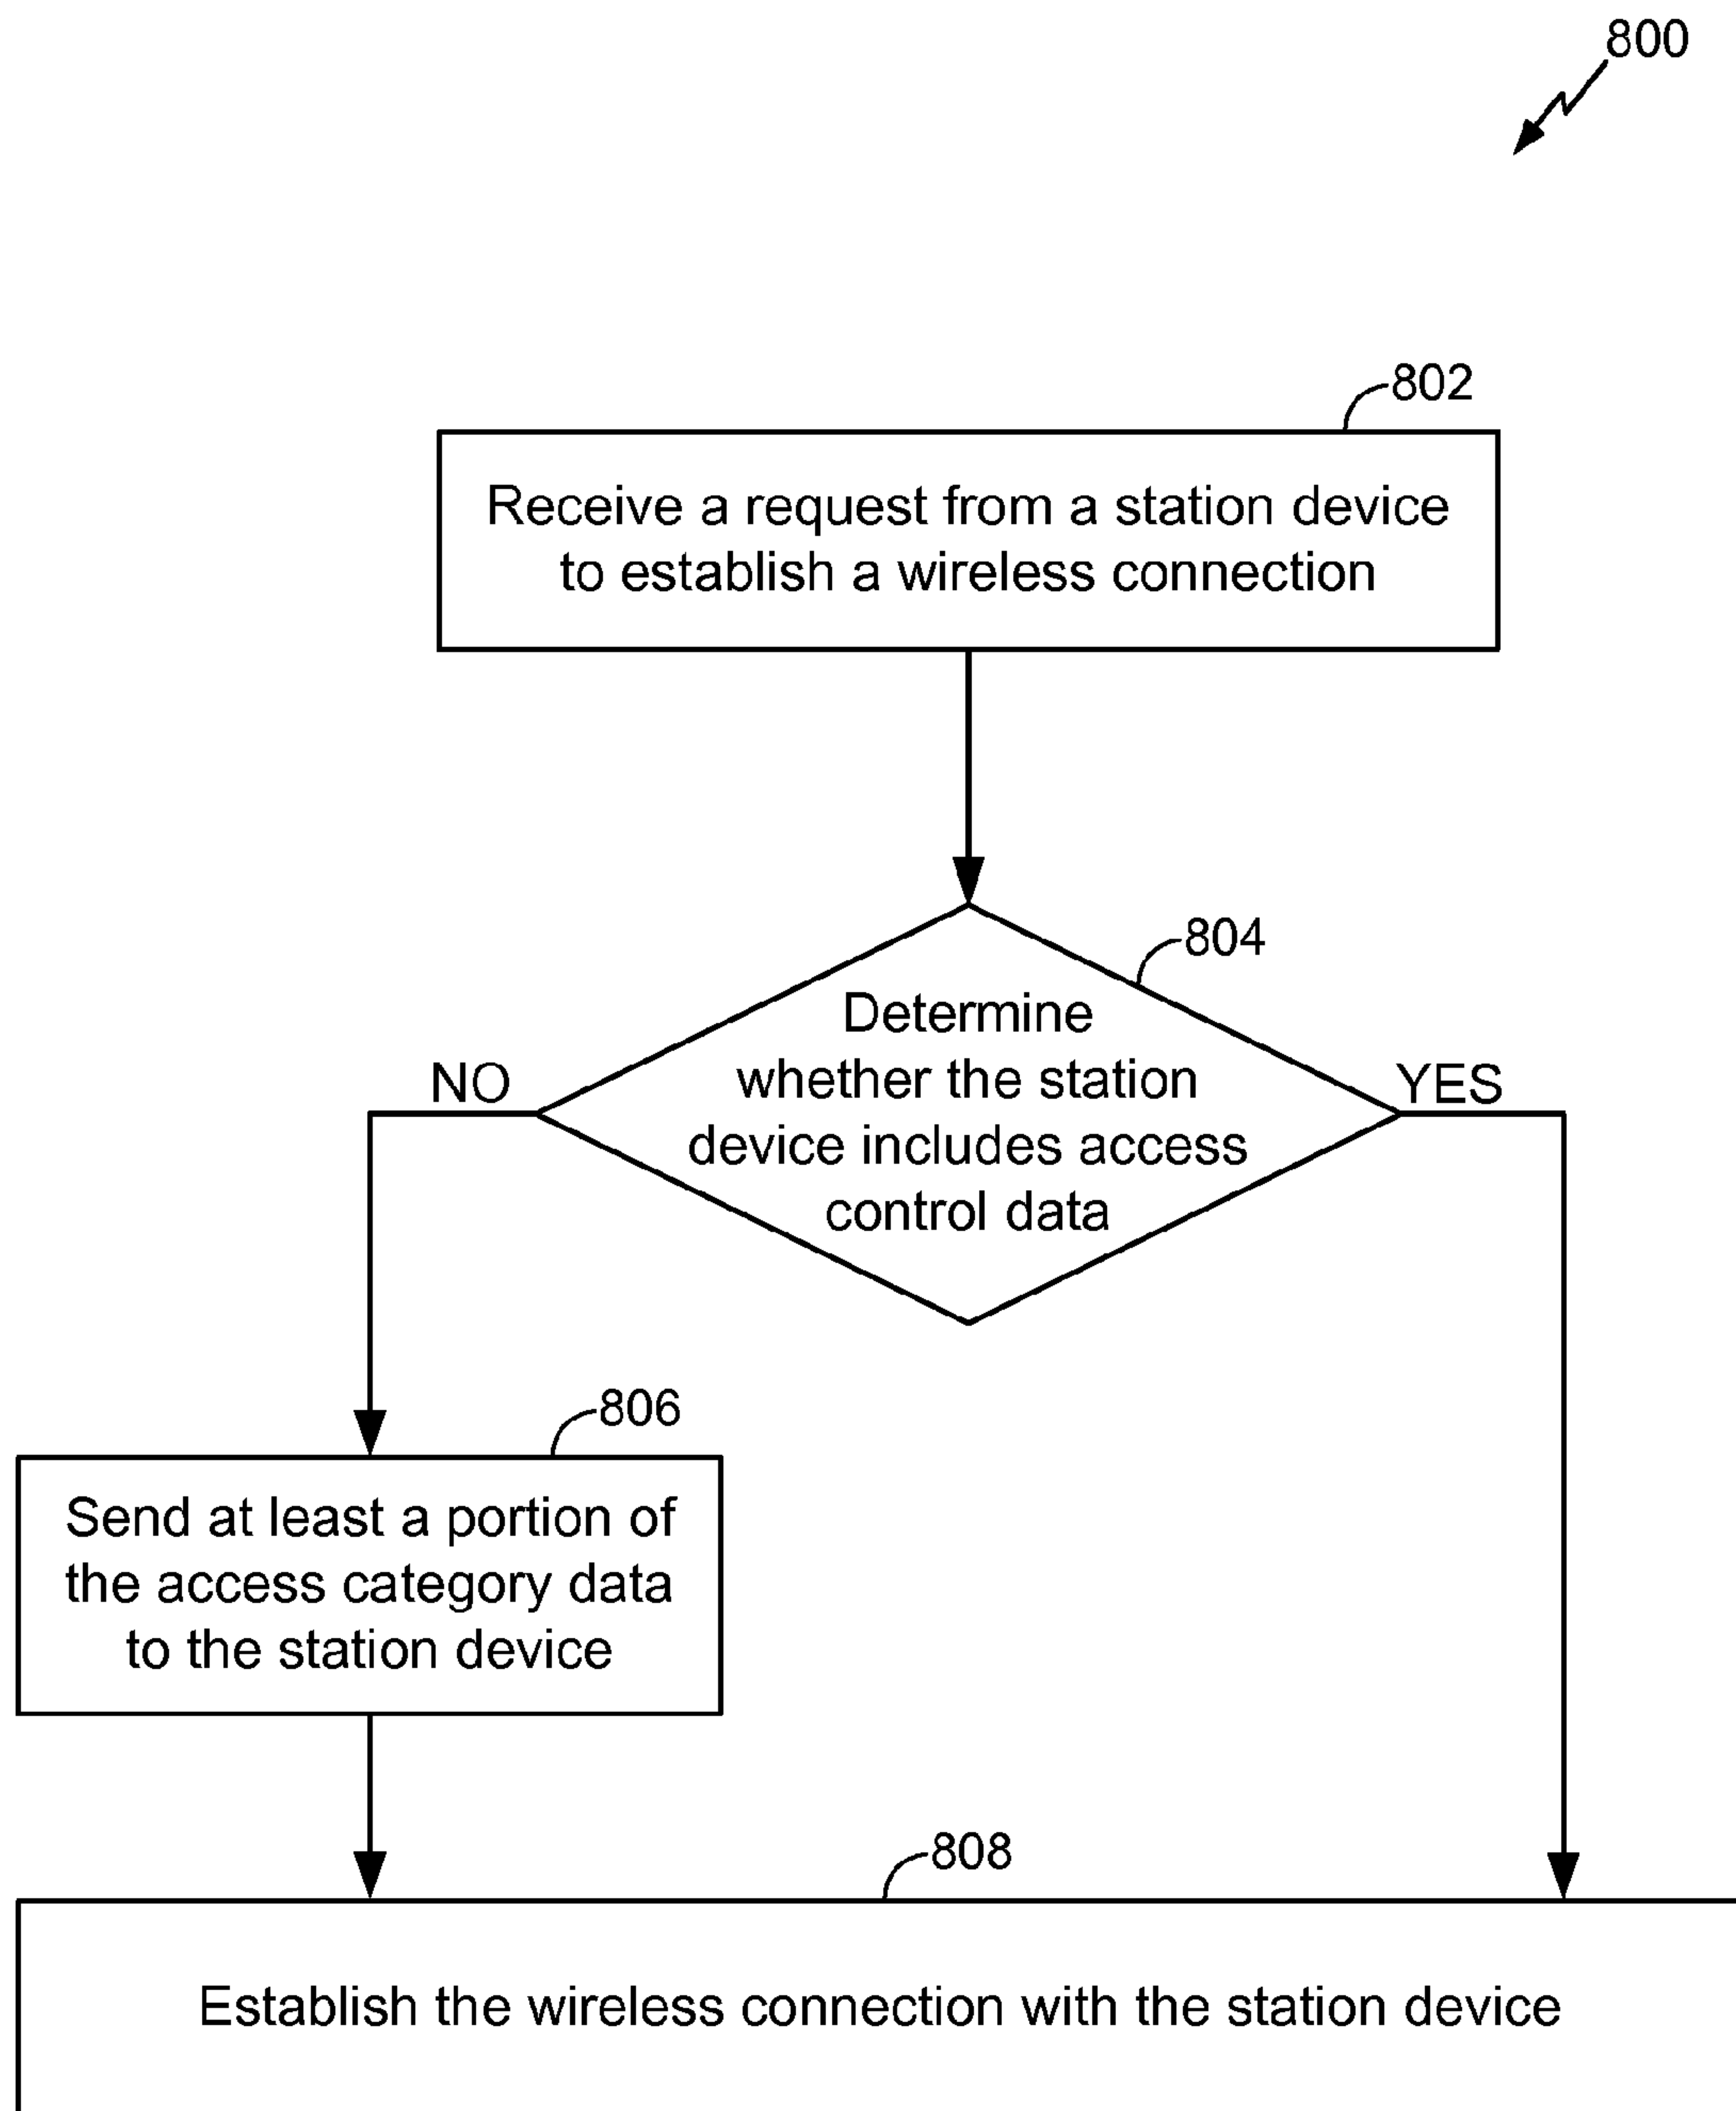 800
802
Receive a request from a station device
to establish a wireless connection
804
Determine
whether the station
device includes access
control data
NO
YES
806
Send at least a portion of
the access category data
to the station device
808
Establish the wireless connection with the station device